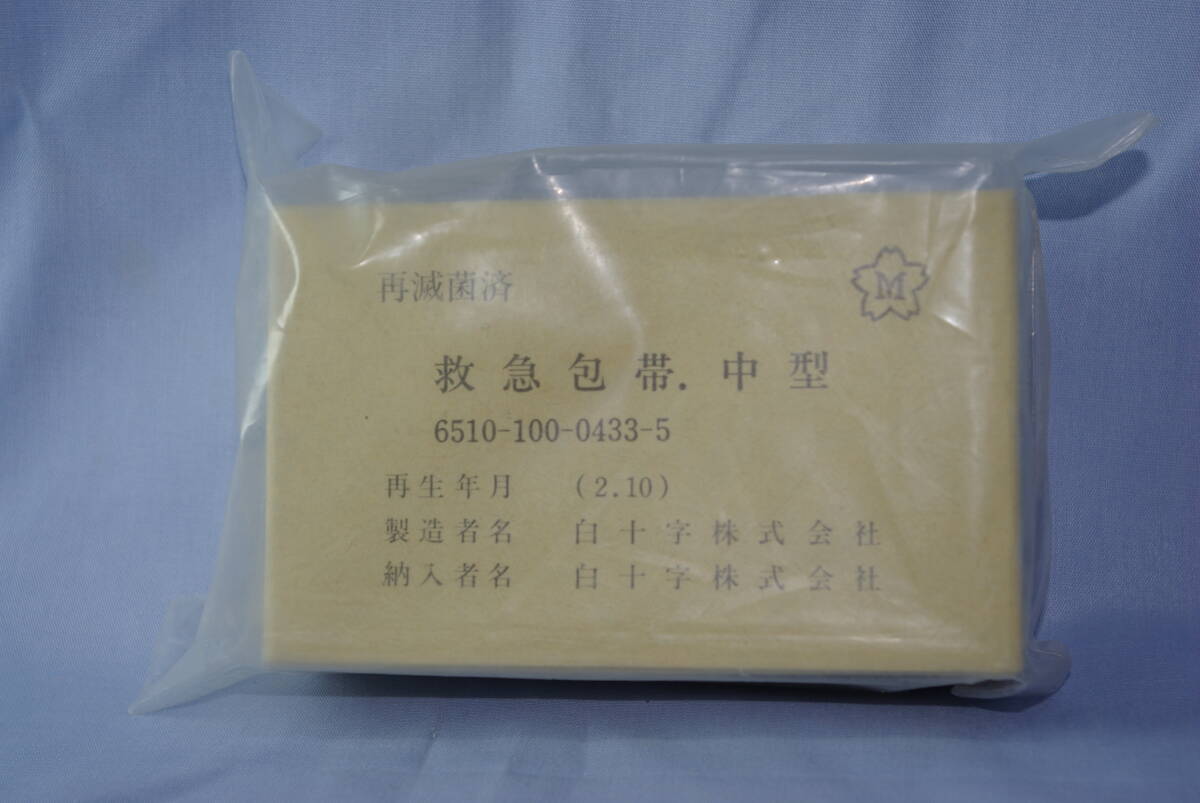 再滅菌済
M
救急包帯.中型
6510-100-0433-5
再生年月 (2.10)
製造者名 白十字株式会社
納入者名 白十字株式会社